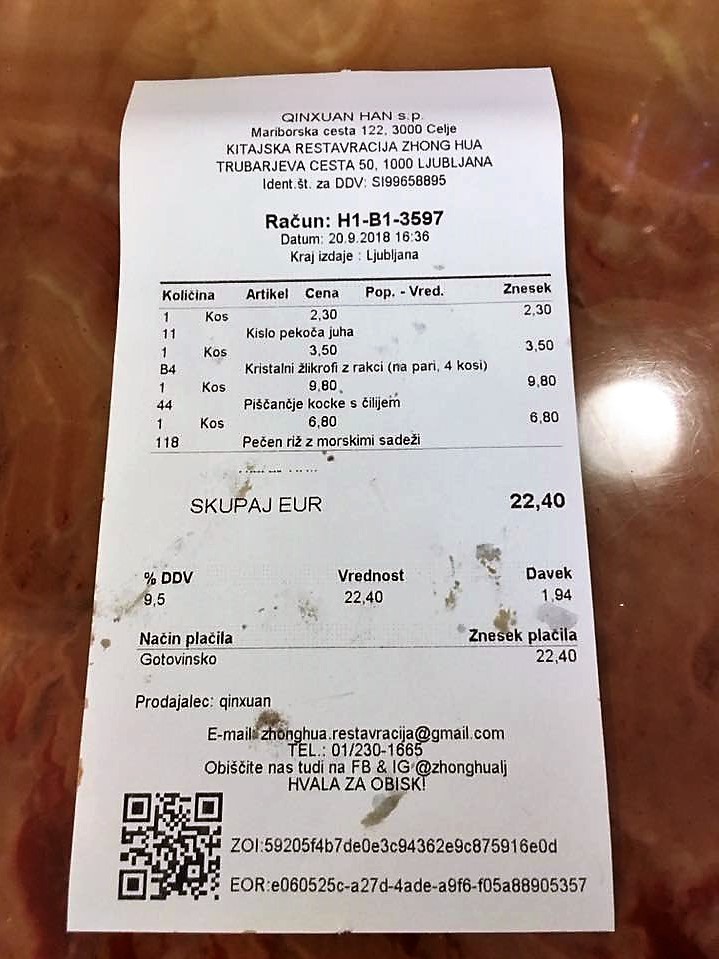 QINXUAN HAN s.p.
Mariborska cesta 122, 3000 Celje
KITAJSKA RESTAVRACIJA ZHONG HUA
TRUBARJEVA CESTA 50, 1000 LJUBLJANA
Ident.št. za DDV: SI99658895
Račun: H1-B1-3597
Datum: 20.9.2018 16:36
Kraj izdaje : Ljubljana
Količina Artikel Cena Pop. - Vred. Znesek
1 Kos 2,30 2,30
11 Kislo pekoča juha
1 Kos 3,50 3,50
B4 Kristalni žlikrofi z rakci (na pari, 4 kosi)
1 Kos 9,80 9,80
44 Piščančje kocke s čilijem
1 Kos 6,80 6,80
118 Pečen riž z morskimi sadeži
SKUPAJ EUR 22,40
% DDV Vrednost Davek
9,5 22,40 1,94
Način plačila Znesek plačila
Gotovinsko 22,40
Prodajalec: qinxuan
E-mail: zhonghua.restavracija@gmail.com
TEL.: 01/230-1665
Obiščite nas tudi na FB & IG @zhonghualj
HVALA ZA OBISK!
ZOI:59205f4b7de0e3c94362e9c875916e0d
EOR:e060525c-a27d-4ade-a9f6-f05a88905357